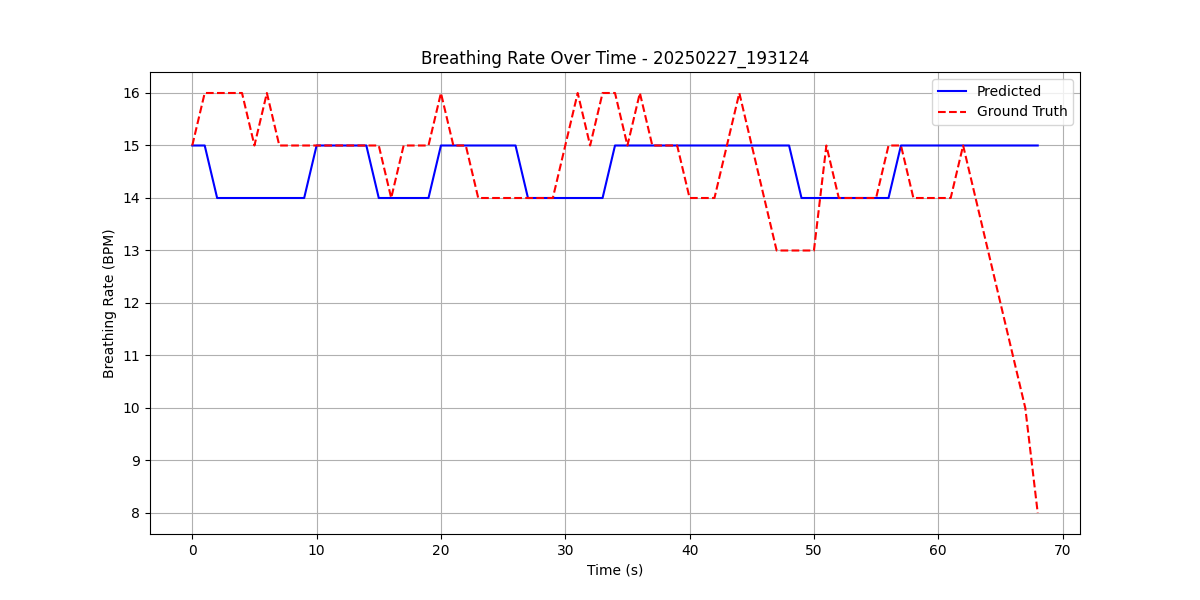 Breathing Rate Over Time - 20250227_193124
Predicted
Ground Truth
Breathing Rate (BPM)
16
15
14
13
12
11
10
9
8
0 10 20 30 40 50 60 70
Time (s)